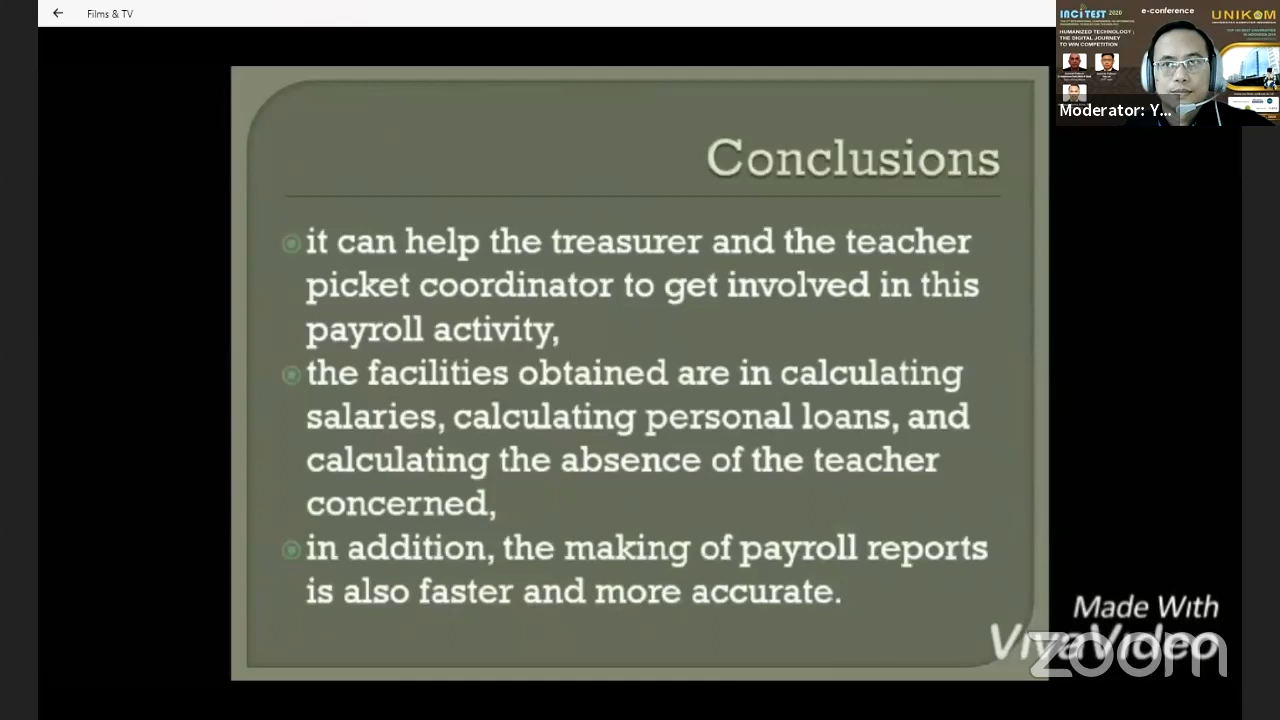 Films & TV
INCITEST 2020
e-conference
UNIKOM
HUMANIZED TECHNOLOGY :
THE DIGITAL JOURNEY
TO WIN COMPETITION
Moderator: Y...
Conclusions
it can help the treasurer and the teacher
picket coordinator to get involved in this
payroll activity,
the facilities obtained are in calculating
salaries, calculating personal loans, and
calculating the absence of the teacher
concerned,
in addition, the making of payroll reports
is also faster and more accurate.
Made With
VivaVideo
zoom